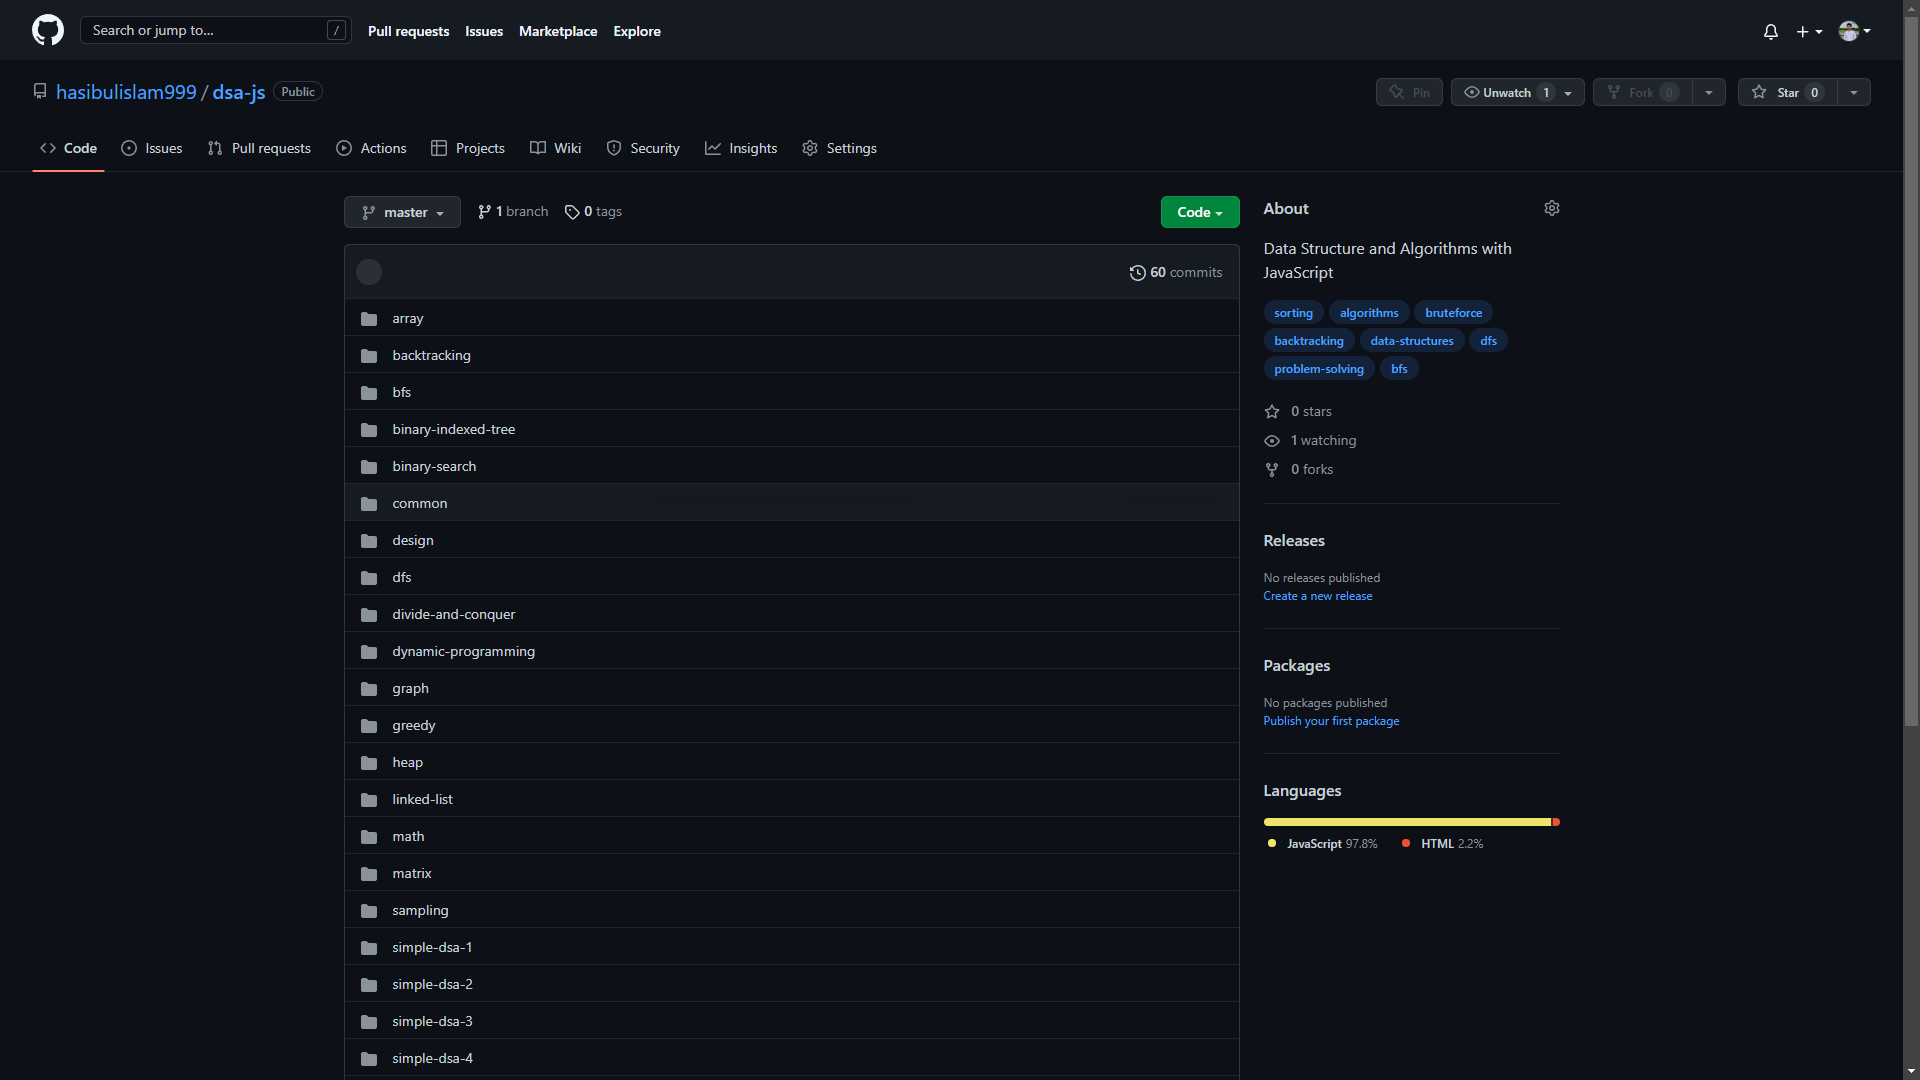 Search or jump to... / Pull requests Issues Marketplace Explore
hasibulislam999 / dsa-js Public Pin Unwatch 1 Fork 0 Star 0
Code Issues Pull requests Actions Projects Wiki Security Insights Settings
master 1 branch 0 tags Code
60 commits
array
backtracking
bfs
binary-indexed-tree
binary-search
common
design
dfs
divide-and-conquer
dynamic-programming
graph
greedy
heap
linked-list
math
matrix
sampling
simple-dsa-1
simple-dsa-2
simple-dsa-3
simple-dsa-4
About
Data Structure and Algorithms with
JavaScript
sorting algorithms bruteforce
backtracking data-structures dfs
problem-solving bfs
0 stars
1 watching
0 forks
Releases
No releases published
Create a new release
Packages
No packages published
Publish your first package
Languages
JavaScript 97.8% HTML 2.2%